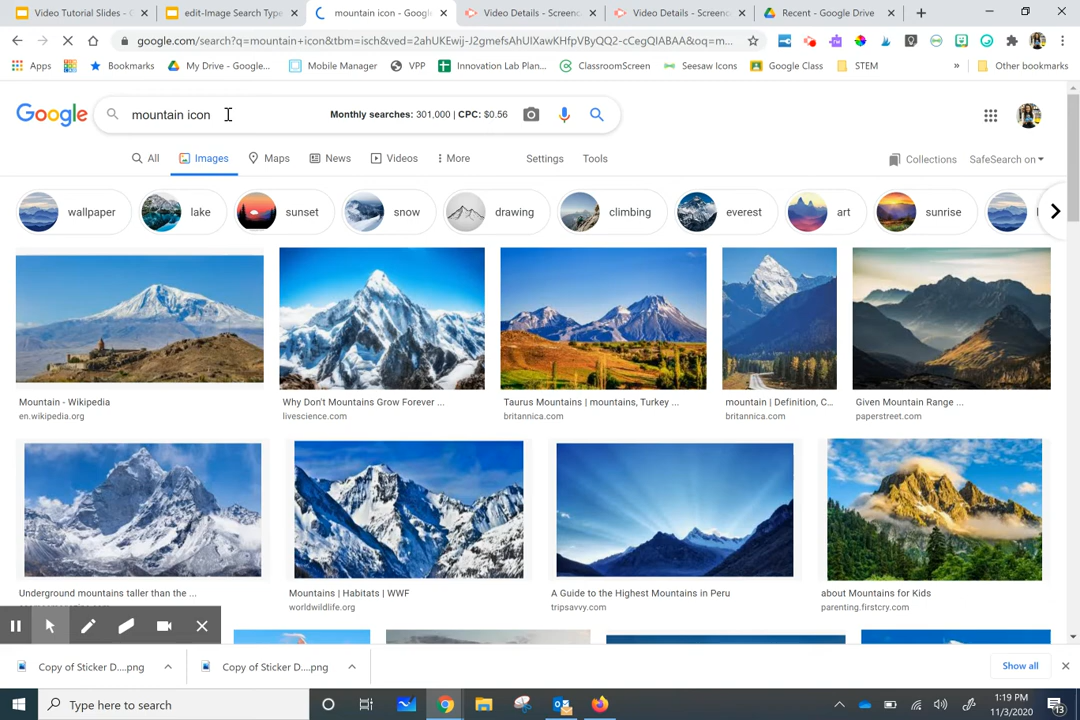 Video Tutorial Slides -
edit-Image Search Type
mountain icon - Googl
Video Details - Screenc
Video Details - Screenc
Recent - Google Drive
google.com/search?q=mountain+icon&tbm=isch&ved=2ahUKEwij-J2gmefsAhUIXawKHfpVByQQ2-cCegQIABAA&oq=m...
Apps
Bookmarks
My Drive - Google...
Mobile Manager
VPP
Innovation Lab Plan...
ClassroomScreen
Seesaw Icons
Google Class
STEM
»
Other bookmarks
Google
mountain icon
Monthly searches: 301,000 | CPC: $0.56
All
Images
Maps
News
Videos
More
Settings
Tools
Collections
SafeSearch on
wallpaper
lake
sunset
snow
drawing
climbing
everest
art
sunrise
Mountain - Wikipedia
en.wikipedia.org
Why Don't Mountains Grow Forever ...
livescience.com
Taurus Mountains | mountains, Turkey ...
britannica.com
mountain | Definition, C...
britannica.com
Given Mountain Range ...
paperstreet.com
Underground mountains taller than the ...
Mountains | Habitats | WWF
worldwildlife.org
A Guide to the Highest Mountains in Peru
tripsavvy.com
about Mountains for Kids
parenting.firstcry.com
Copy of Sticker D....png
Copy of Sticker D....png
Show all
Type here to search
1:19 PM
11/3/2020
13